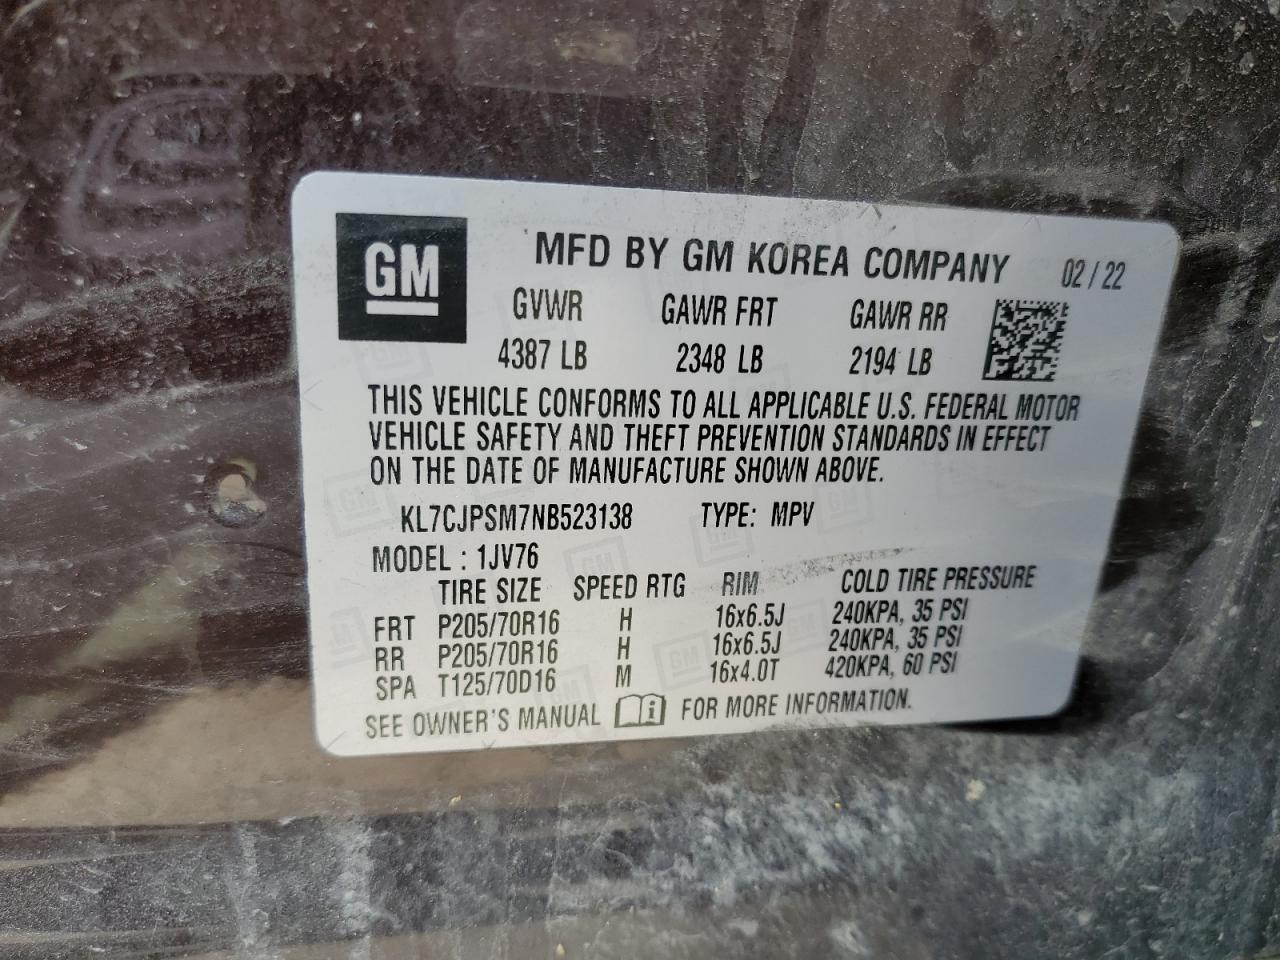 GM
MFD BY GM KOREA COMPANY 02/22
GVWR GAWR FRT GAWR RR
4387 LB 2348 LB 2194 LB
THIS VEHICLE CONFORMS TO ALL APPLICABLE U.S. FEDERAL MOTOR
VEHICLE SAFETY AND THEFT PREVENTION STANDARDS IN EFFECT
ON THE DATE OF MANUFACTURE SHOWN ABOVE.
KL7CJPSM7NB523138 TYPE: MPV
MODEL : 1JV76
TIRE SIZE SPEED RTG RIM COLD TIRE PRESSURE
FRT P205/70R16 H 16x6.5J 240KPA, 35 PSI
RR P205/70R16 H 16x6.5J 240KPA, 35 PSI
SPA T125/70D16 M 16x4.0T 420KPA, 60 PSI
SEE OWNER'S MANUAL i FOR MORE INFORMATION.